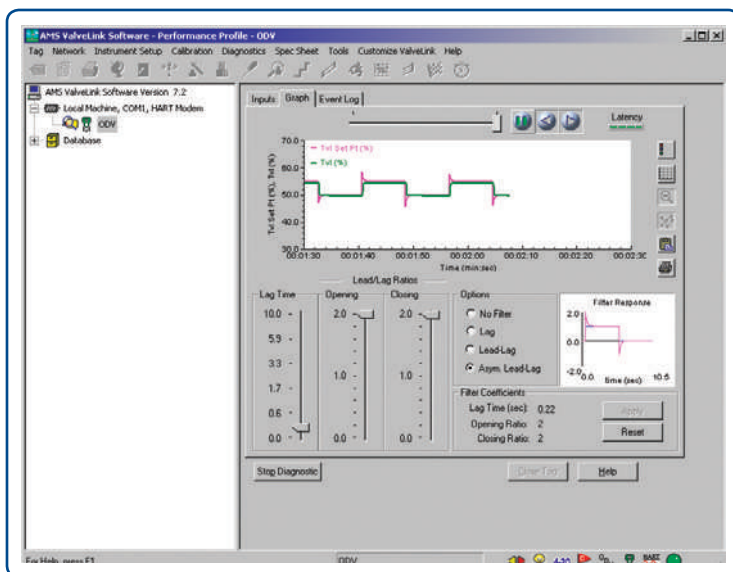 AMS ValveLink Software - Performance Profile - ODV
Tag Network Instrument Setup Calibration Diagnostics Spec Sheet Tools Customize ValveLink Help
AMS ValveLink Software Version 7.2
Local Machine, COM1, HART Modem
ODV
Database
Inputs Graph Event Log
Latency
70.0
60.0
50.0
40.0
30.0
Tvl Set Pt (%), Tvl (%)
Tvl Set Pt (%)
Tvl (%)
00:01:30 00:01:40 00:01:50 00:02:00 00:02:10 00:02:20 00:02:30
Time (min:sec)
Lead/Lag Ratios
Lag Time Opening Closing
10.0 2.0 2.0
5.9
3.3
1.0 1.0
1.7
0.6
0.0 0.0 0.0
Options
No Filter
Lag
Lead-Lag
Asym. Lead-Lag
Filter Response
2.0
0.0
-2.0
0.0 time (sec) 10.5
Filter Coefficients
Lag Time (sec): 0.22
Opening Ratio: 2
Closing Ratio: 2
Apply
Reset
Stop Diagnostic
Help
For Help, press F1
ODV